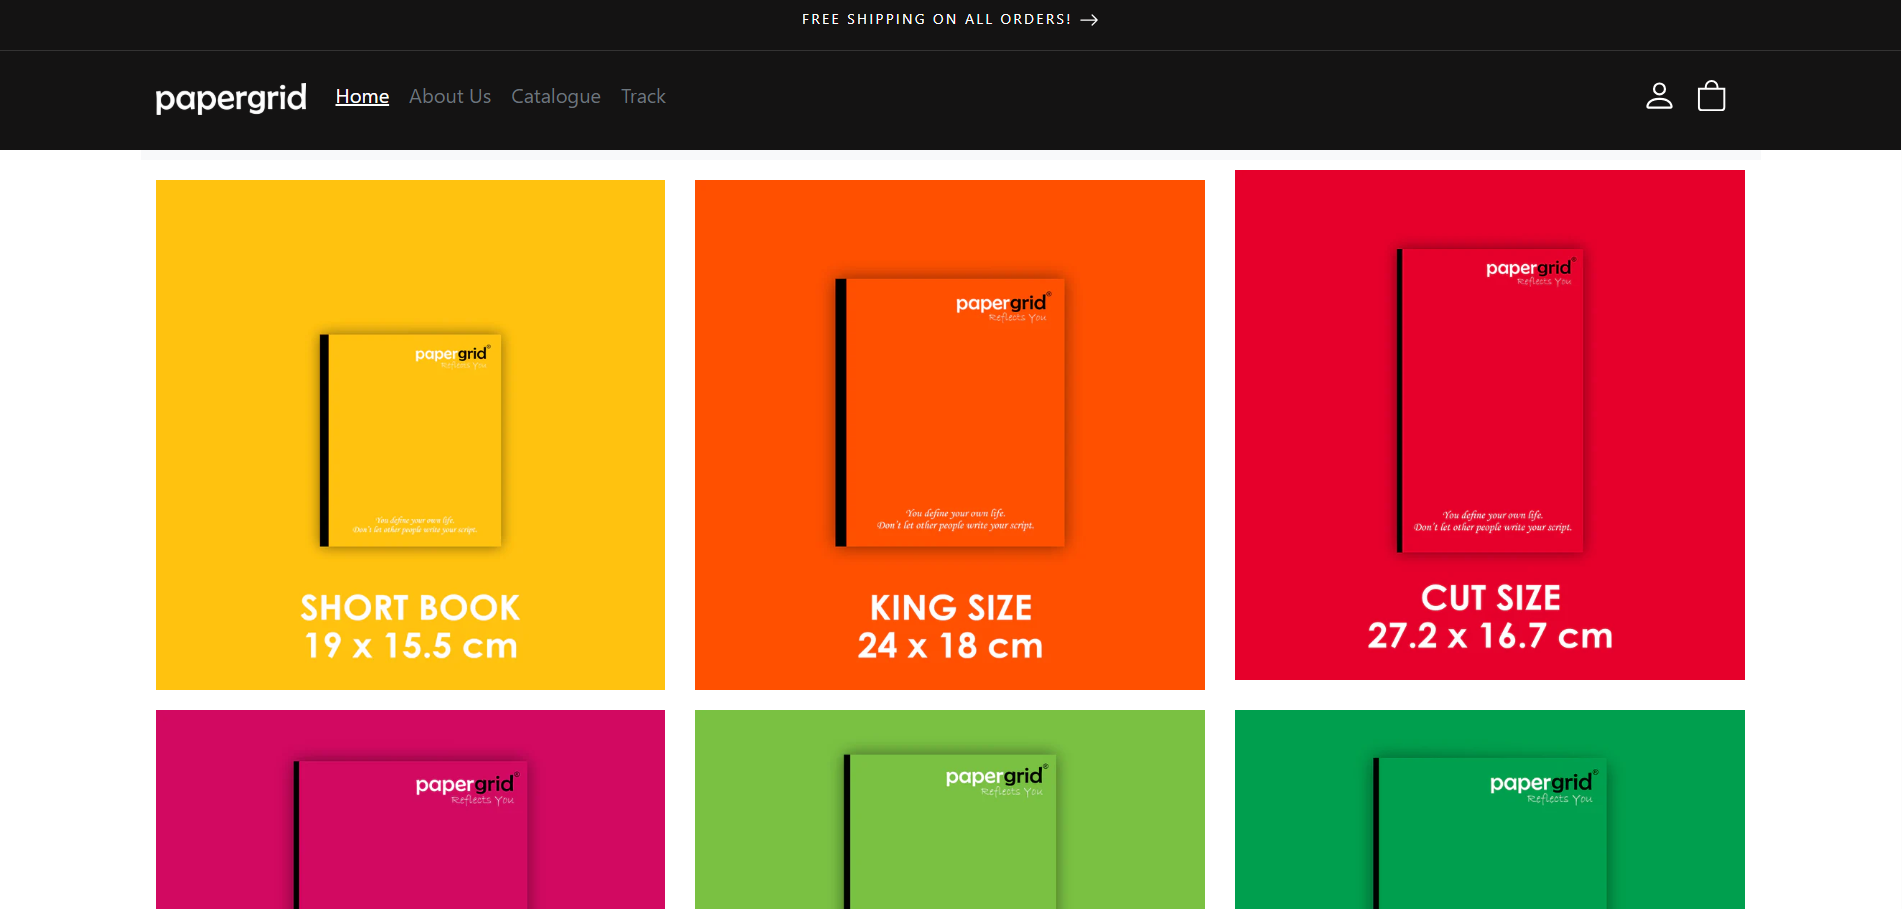 FREE SHIPPING ON ALL ORDERS! →
papergrid Home About Us Catalogue Track
papergrid®
Reflects You
You define your own life.
Don't let other people write your script.
SHORT BOOK
19 x 15.5 cm
papergrid®
Reflects You
You define your own life.
Don't let other people write your script.
KING SIZE
24 x 18 cm
papergrid®
Reflects You
You define your own life.
Don't let other people write your script.
CUT SIZE
27.2 x 16.7 cm
papergrid®
Reflects You
papergrid®
Reflects You
papergrid®
Reflects You